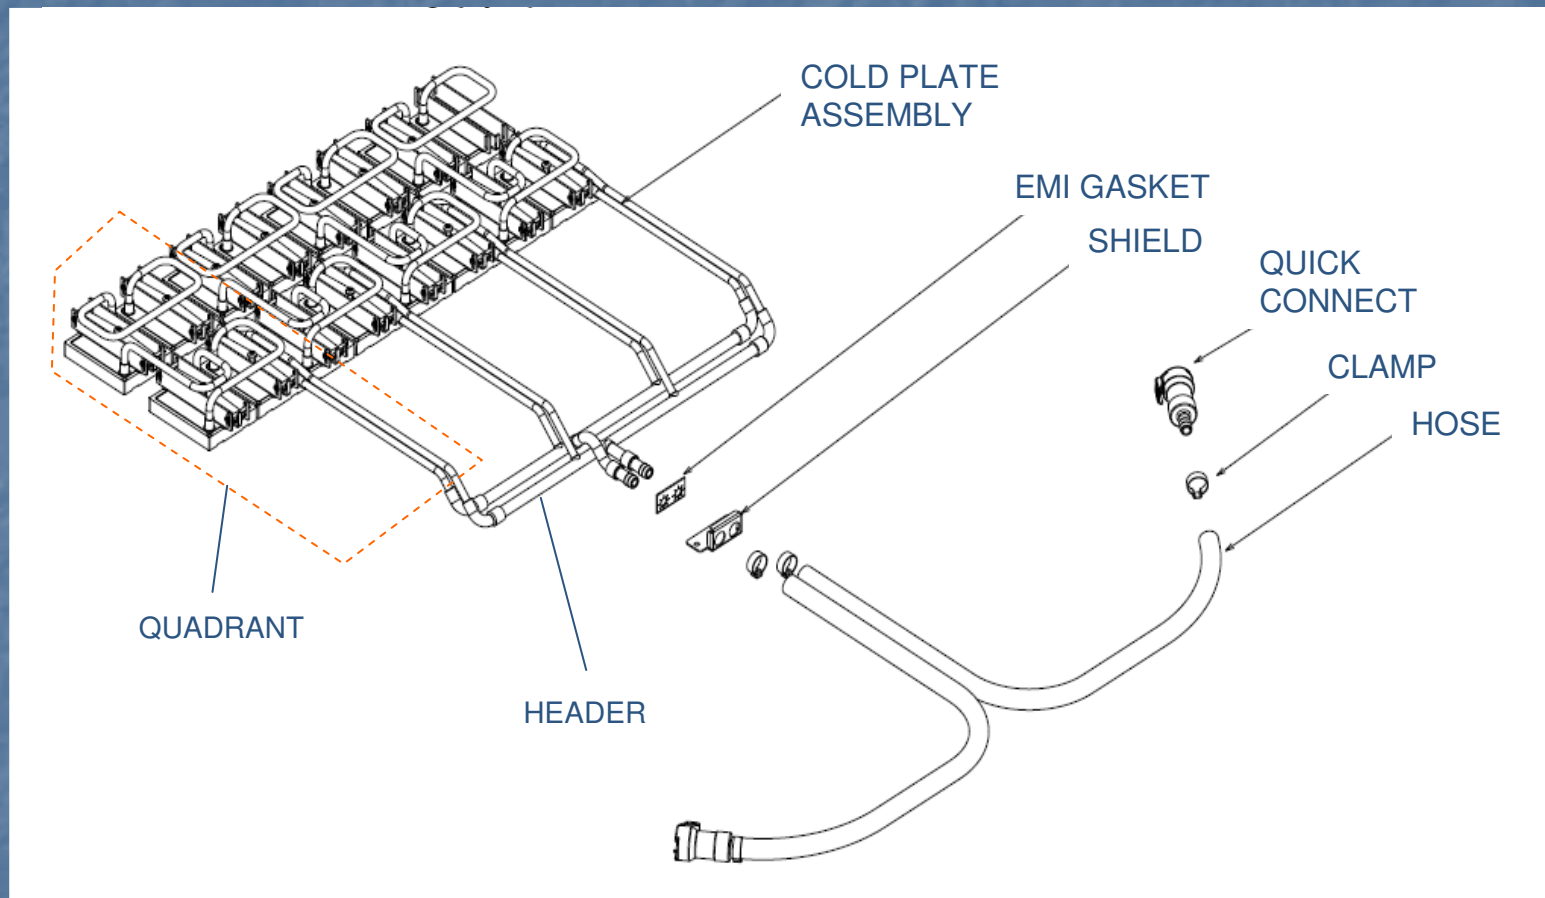 COLD PLATE
ASSEMBLY
EMI GASKET
SHIELD
QUICK
CONNECT
CLAMP
HOSE
QUADRANT
HEADER